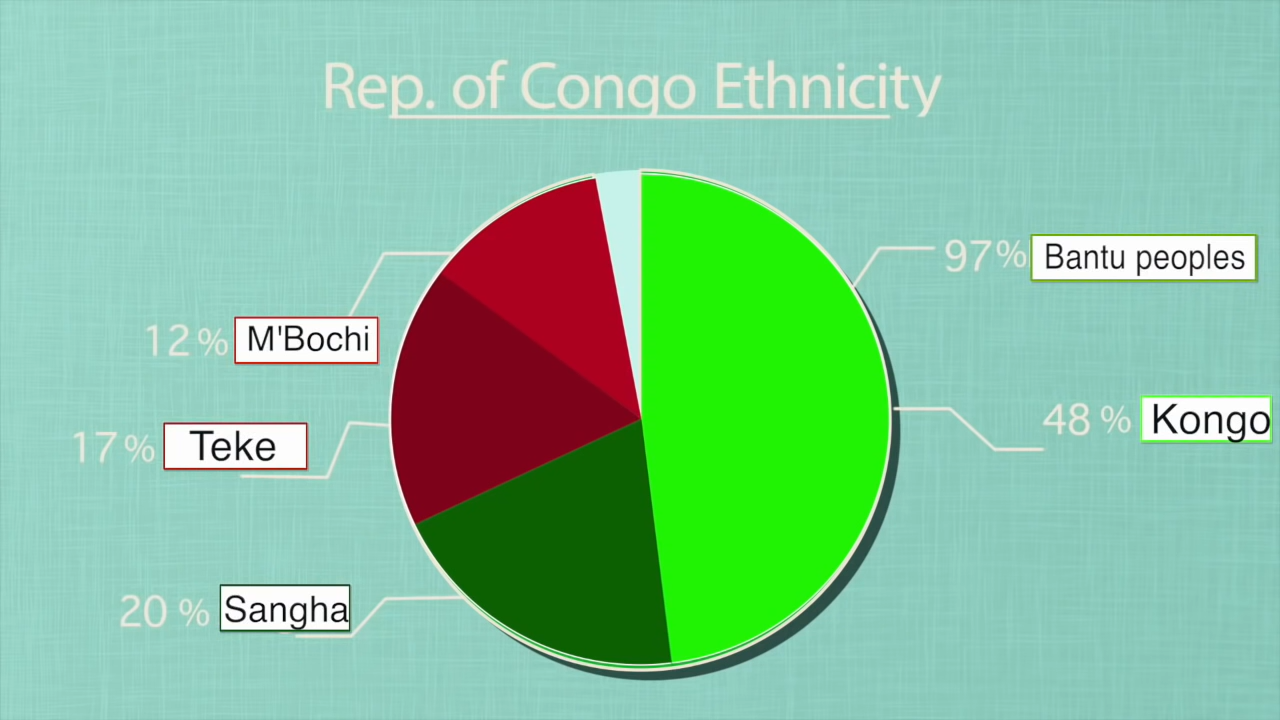 Rep. of Congo Ethnicity
97% Bantu peoples
12 % M'Bochi
48 % Kongo
17% Teke
20 % Sangha